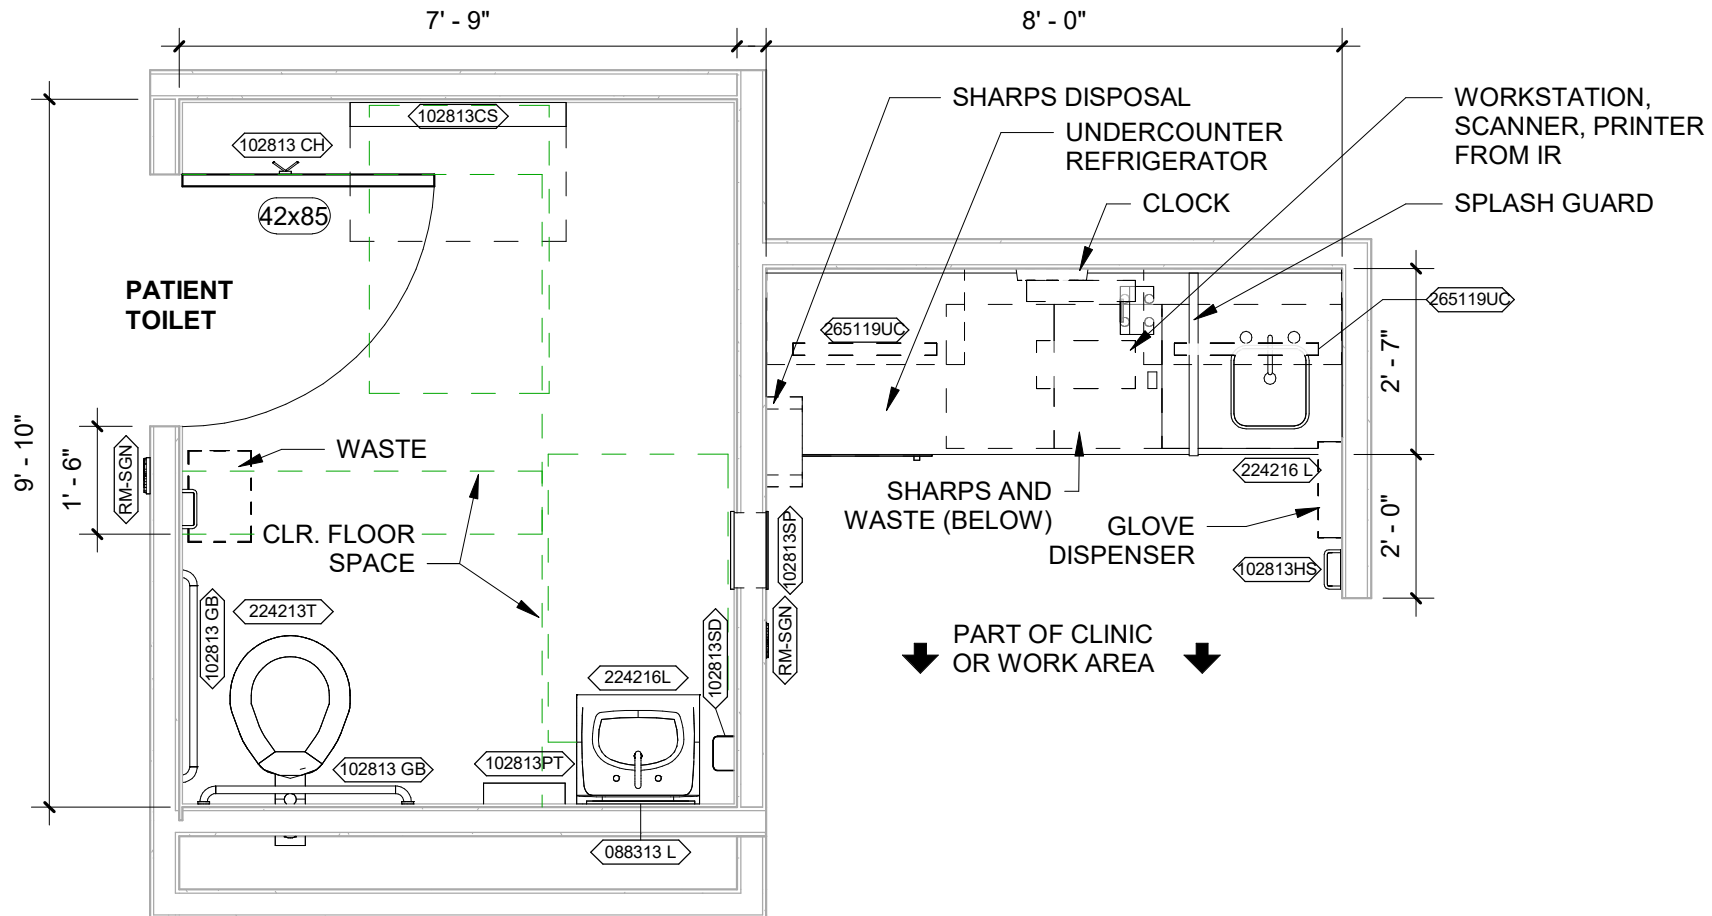 7' - 9"
8' - 0"
SHARPS DISPOSAL
UNDERCOUNTER
REFRIGERATOR
CLOCK
WORKSTATION,
SCANNER, PRINTER
FROM IR
SPLASH GUARD
102813CS
102813 CH
42x85
PATIENT
TOILET
9' - 10"
1' - 6"
RM-SGN
WASTE
CLR. FLOOR
SPACE
265119UC
265119UC
2' - 7"
2' - 0"
SHARPS AND
WASTE (BELOW)
224216 L
GLOVE
DISPENSER
102813HS
102813SP
RM-SGN
PART OF CLINIC
OR WORK AREA
102813 GB
224213T
102813 GB
102813PT
224216L
102813SD
088313 L